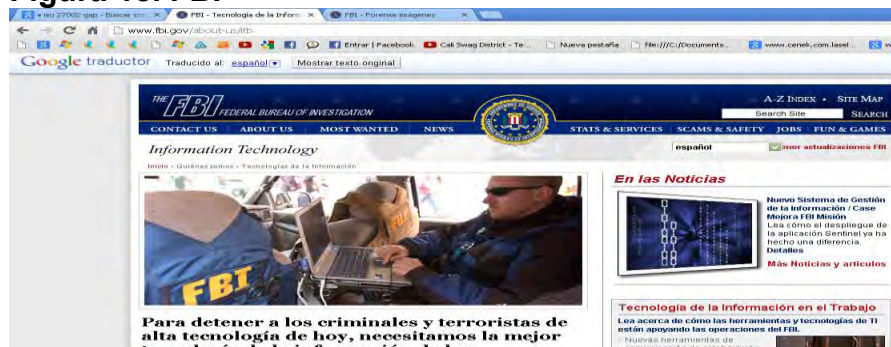 Figura 16. FBI
+ iso 27002 gap - Buscar con
FBI - Tecnología de la Inform
FBI - Forensie imágenes
www.fbi.gov/about-us/itb
Entrar | Facebook
Cali Swag District - Te...
Nueva pestaña
file:///C:/Documents...
www.cenek.com.lasel...
Google traductor Traducido al: español Mostrar texto original
THE FBI FEDERAL BUREAU OF INVESTIGATION
A-Z INDEX • SITE MAP
Search Site SEARCH
CONTACT US ABOUT US MOST WANTED NEWS STATS & SERVICES SCAMS & SAFETY JOBS FUN & GAMES
Information Technology
español
mer actualizaciones FBI
Inicio • Quiénes somos • Tecnologías de la Información
FBI
FBI
En las Noticias
Nuevo Sistema de Gestión
de la Información / Case
Mejora FBI Misión
Lea cómo el despliegue de
la aplicación Sentinel ya ha
hecho una diferencia.
Detalles
Más Noticias y artículos
Para detener a los criminales y terroristas de
alta tecnología de hoy, necesitamos la mejor
Tecnología de la Información en el Trabajo
Lea acerca de cómo las herramientas y tecnologías de TI
están apoyando las operaciones del FBI.
Nuevas herramientas de